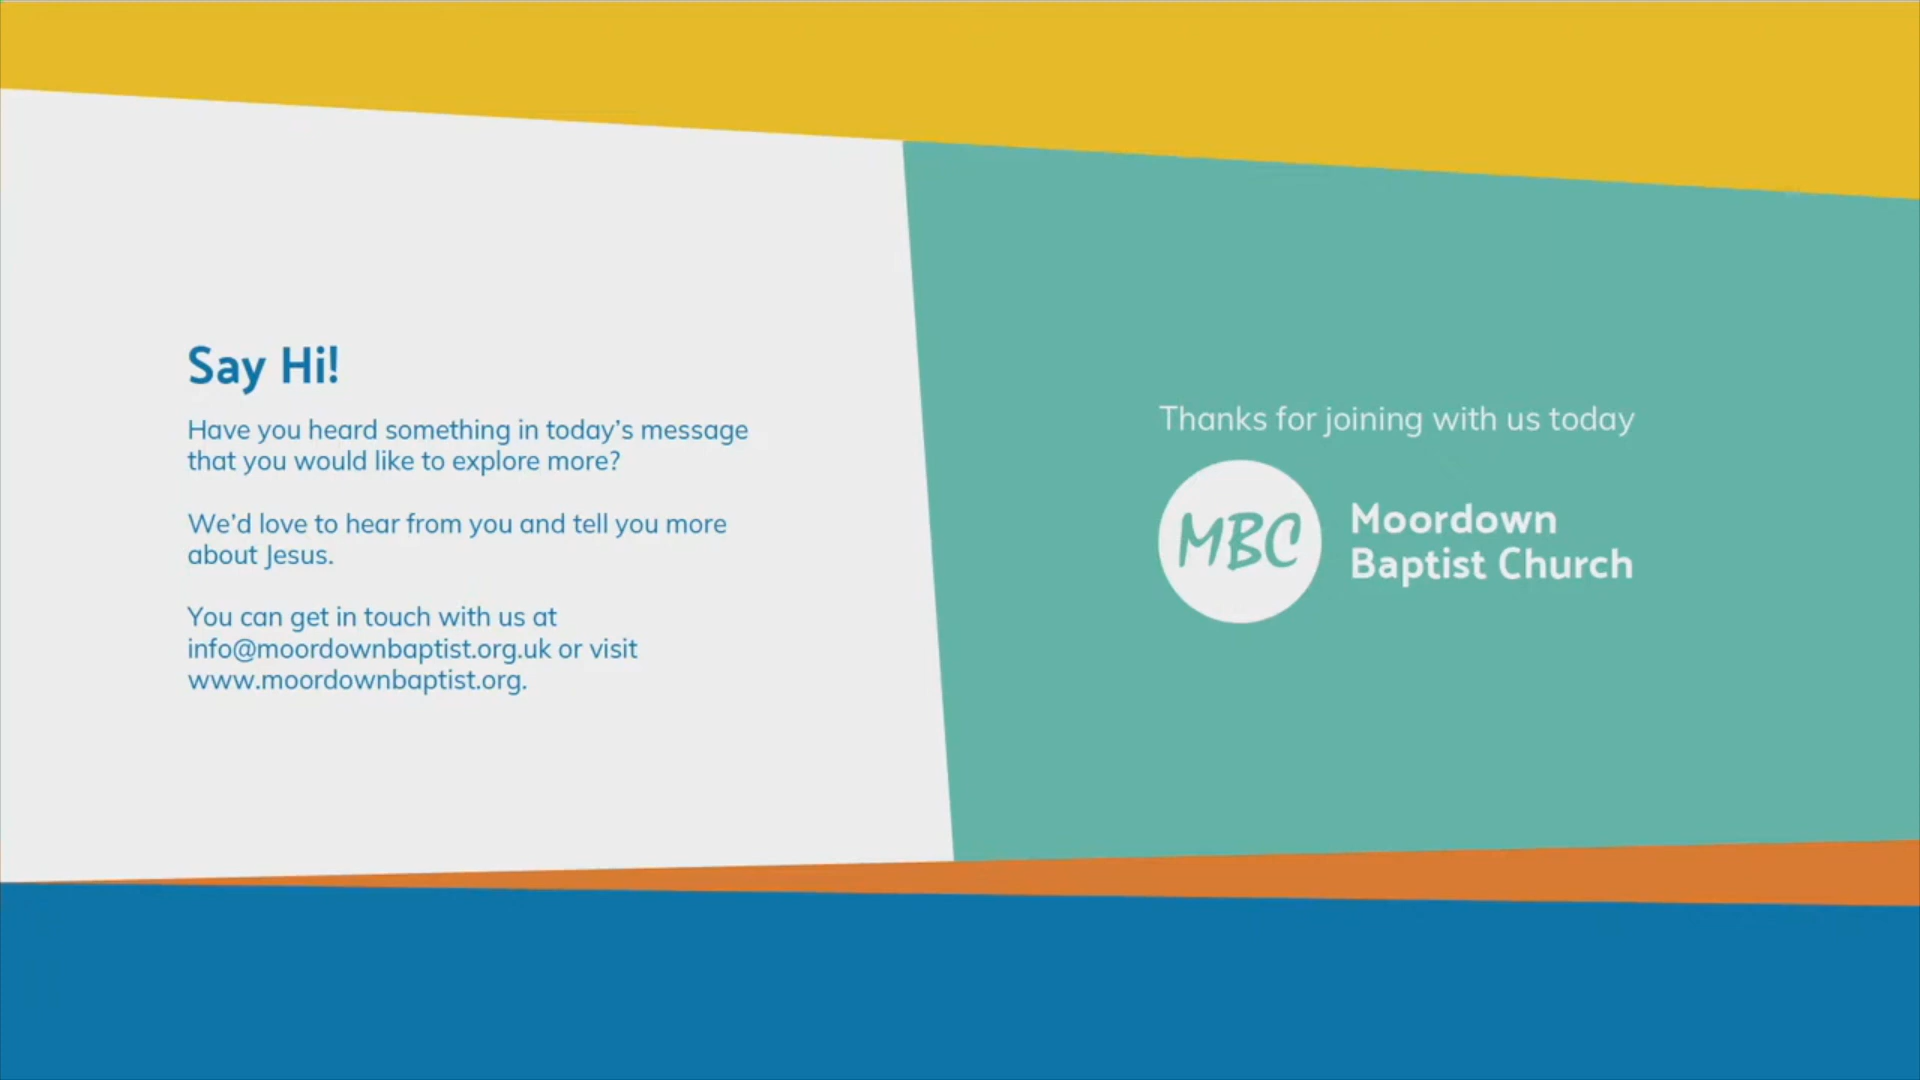 Say Hi!
Have you heard something in today's message
that you would like to explore more?
We'd love to hear from you and tell you more
about Jesus.
You can get in touch with us at
info@moordownbaptist.org.uk or visit
www.moordownbaptist.org.
Thanks for joining with us today
MBC
Moordown
Baptist Church